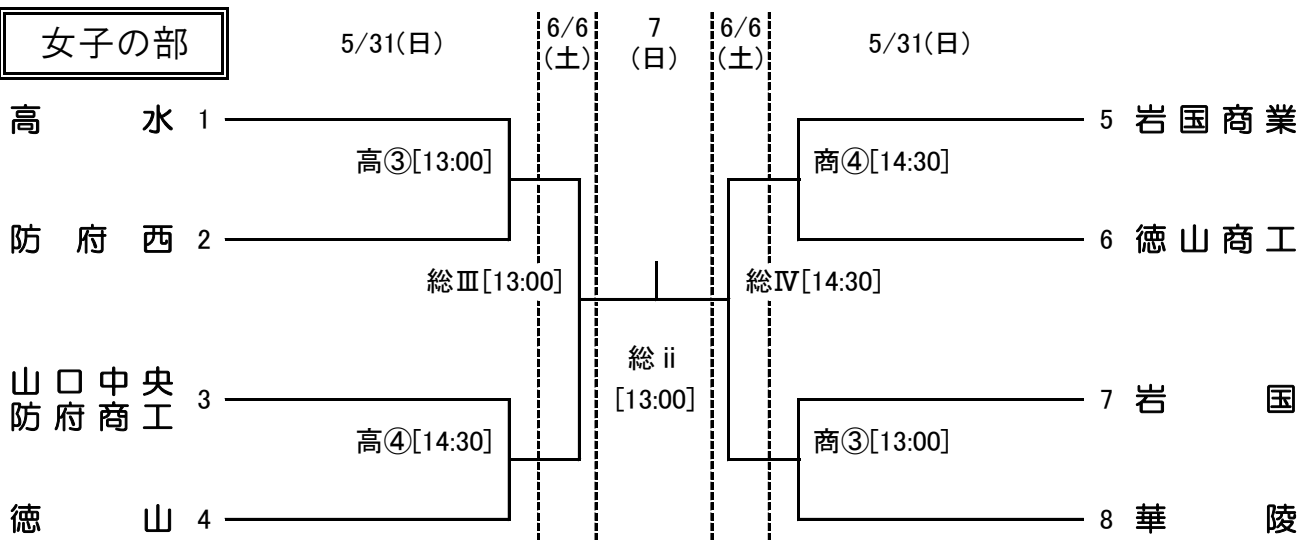 女子の部
5/31(日)
6/6
(土)
7
(日)
6/6
(土)
5/31(日)
高水 1
高③[13:00]
防府西 2
総Ⅲ[13:00]
山口中央
防府商工
3
高④[14:30]
徳山 4
総ⅱ
[13:00]
5 岩国商業
商④[14:30]
6 徳山商工
総Ⅳ[14:30]
7 岩国
商③[13:00]
8 華陵